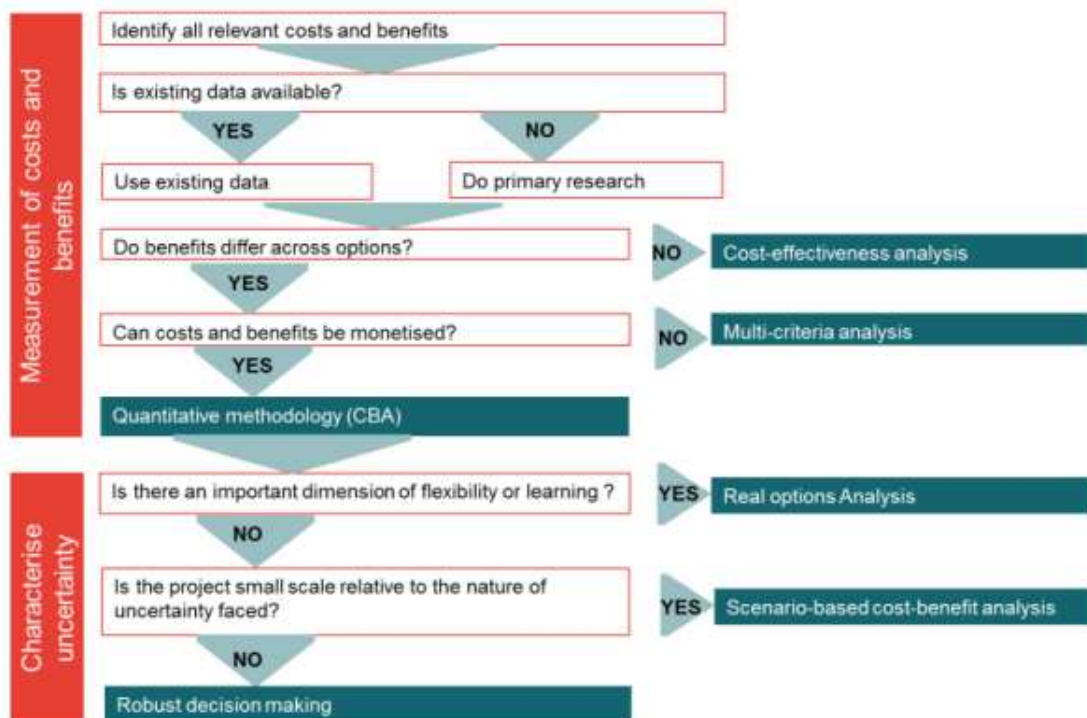 Measurement of costs and
benefits
Identify all relevant costs and benefits
Is existing data available?
YES
NO
Use existing data
Do primary research
Do benefits differ across options?
NO
Cost-effectiveness analysis
YES
Can costs and benefits be monetised?
NO
Multi-criteria analysis
YES
Quantitative methodology (CBA)
Characterise
uncertainty
Is there an important dimension of flexibility or learning ?
YES
Real options Analysis
NO
Is the project small scale relative to the nature of
uncertainty faced?
YES
Scenario-based cost-benefit analysis
NO
Robust decision making